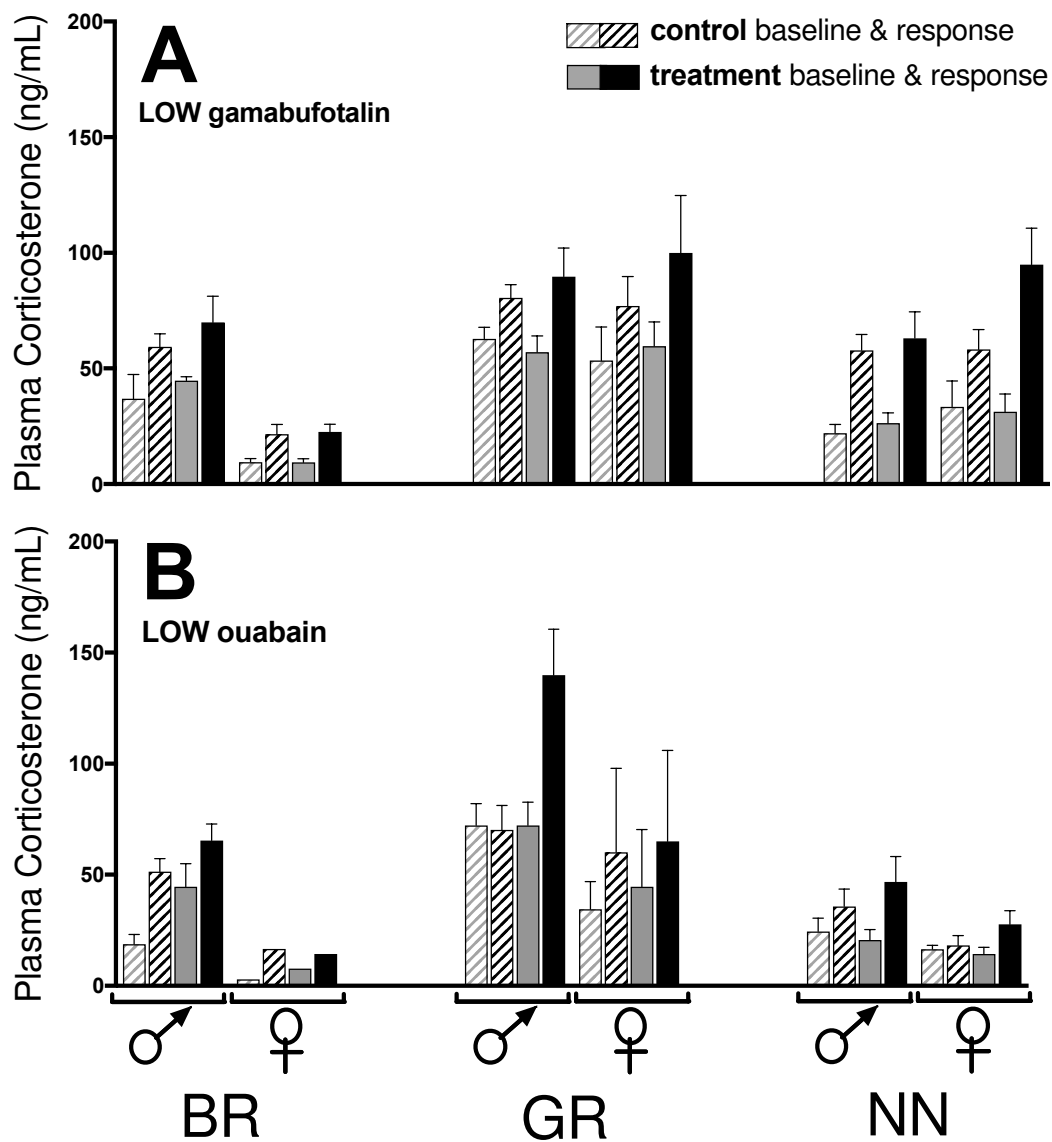 200
A
control baseline & response
treatment baseline & response
LOW gamabufotalin
150
100
50
0
Plasma Corticosterone (ng/mL)
200
B
LOW ouabain
150
100
50
0
Plasma Corticosterone (ng/mL)
♂ ♀ ♂ ♀ ♂ ♀
BR GR NN